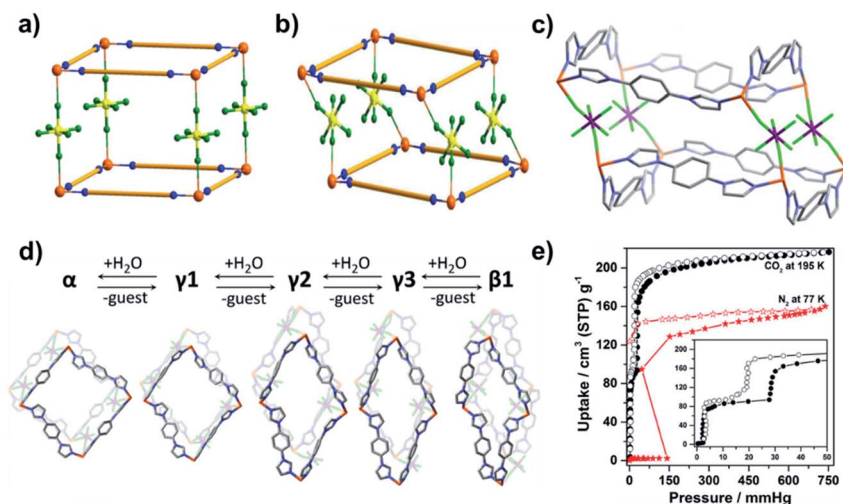 a)
b)
c)
d)
+H₂O +H₂O +H₂O +H₂O
α γ1 γ2 γ3 β1
-guest -guest -guest -guest
e)
200
160
120
80
40
0
CO₂ at 195 K
N₂ at 77 K
200
160
120
80
40
0
0 10 20 30 40 50
0 150 300 450 600 750
Uptake / cm³ (STP) g⁻¹
Pressure / mmHg